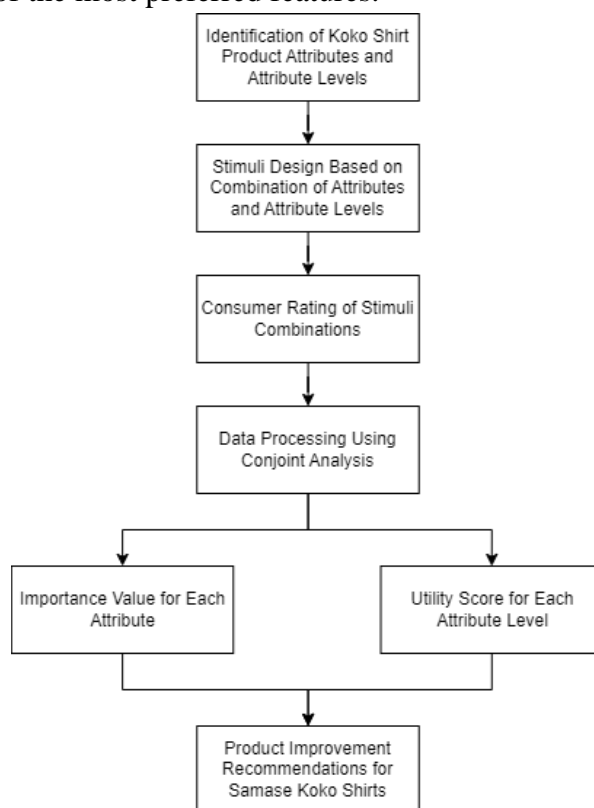 of the most preferred features.
Identification of Koko Shirt
Product Attributes and
Attribute Levels
Stimuli Design Based on
Combination of Attributes
and Attribute Levels
Consumer Rating of Stimuli
Combinations
Data Processing Using
Conjoint Analysis
Importance Value for Each
Attribute
Utility Score for Each
Attribute Level
Product Improvement
Recommendations for
Samase Koko Shirts